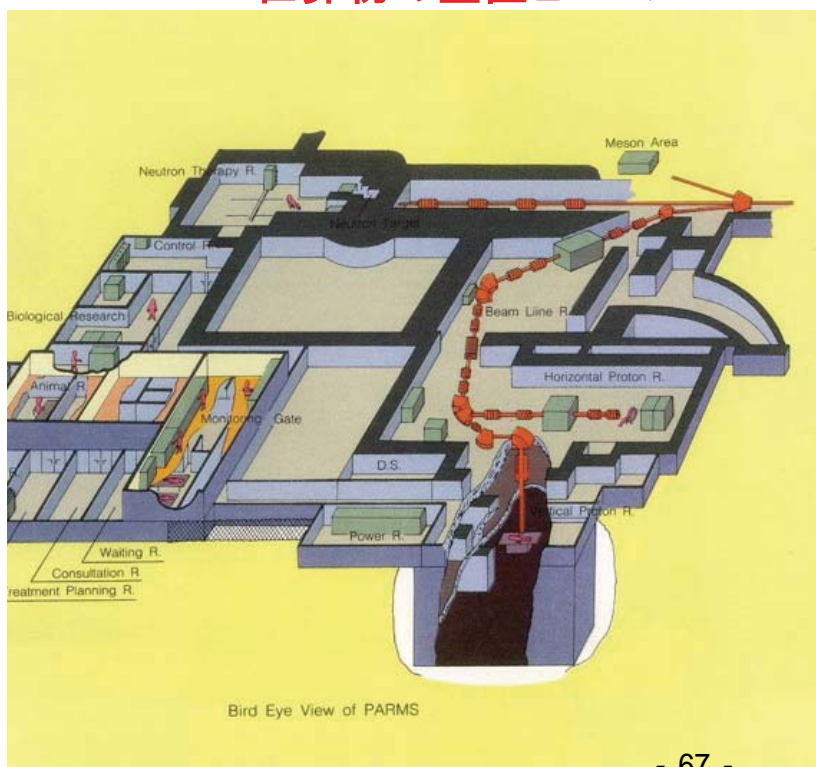 Meson Area
Neutron Therapy R.
Neutron Target
Control R.
Beam Liine R.
Biological Research
Horizontal Proton R.
Animal R.
Monitoring Gate
D.S.
R.
Vertical Proton R.
Power R.
Waiting R.
Consultation R
reatment Planning R.
Bird Eye View of PARMS
- 67 -